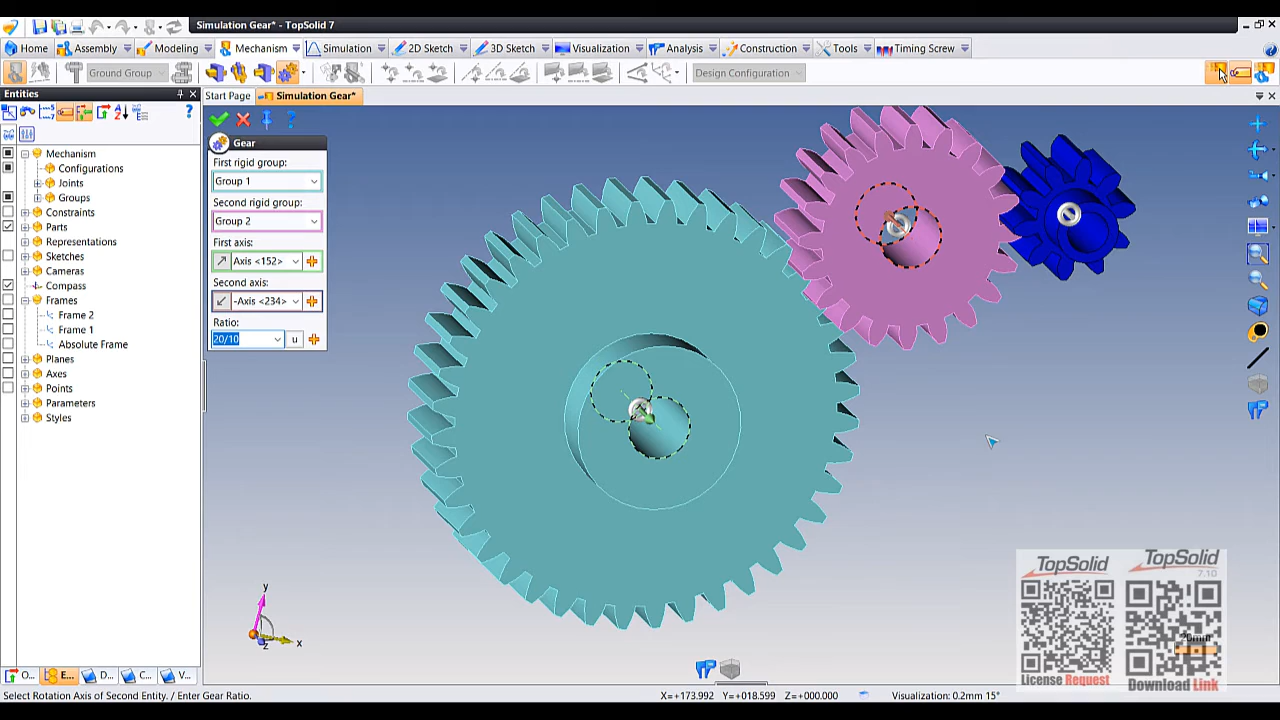 Simulation Gear* - TopSolid 7
Home
Assembly
Modeling
Mechanism
Simulation
2D Sketch
3D Sketch
Visualization
Analysis
Construction
Tools
Timing Screw
Ground Group
Design Configuration
Entities
Start Page
Simulation Gear*
Mechanism
Configurations
Joints
Groups
Constraints
Parts
Representations
Sketches
Cameras
Compass
Frames
Frame 2
Frame 1
Absolute Frame
Planes
Axes
Points
Parameters
Styles
Gear
First rigid group:
Group 1
Second rigid group:
Group 2
First axis:
Axis <152>
Second axis:
-Axis <234>
Ratio:
20/10
u
y
x
z
TopSolid
License Request
TopSolid
7.10
20mm
Download Link
O...
E...
D...
C...
V...
Select Rotation Axis of Second Entity. / Enter Gear Ratio.
X=+173.992 Y=+018.599 Z=+000.000
Visualization: 0.2mm 15°